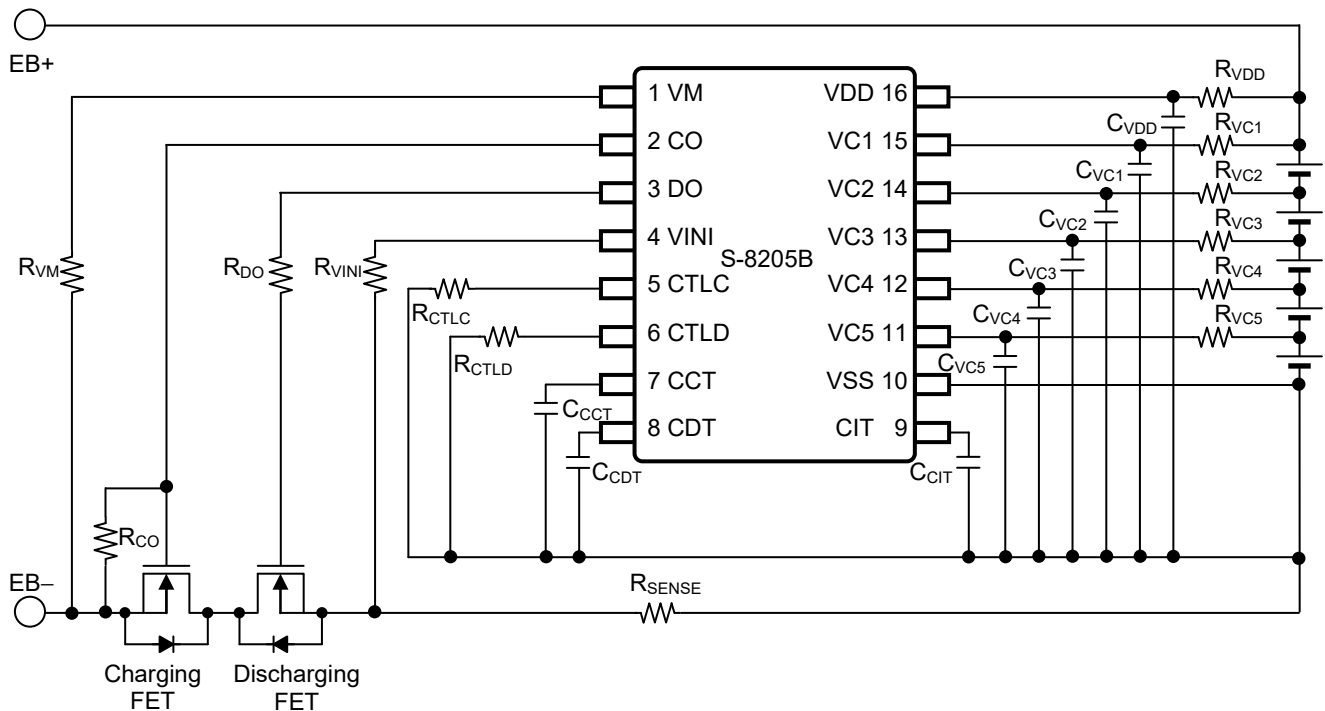 EB+
RVDD
1 VM
VDD 16
CVDD
RVC1
2 CO
VC1 15
CVC1
RVC2
3 DO
VC2 14
CVC2
RVC3
4 VINI
VC3 13
RVM
RDO
RVINI
S-8205B
CVC3
RVC4
5 CTLC
VC4 12
RCTLC
CVC4
RVC5
6 CTLD
VC5 11
RCTLD
CVC5
7 CCT
VSS 10
CCCT
8 CDT
CIT 9
CCDT
CCIT
RCO
EB–
RSENSE
Charging
FET
Discharging
FET